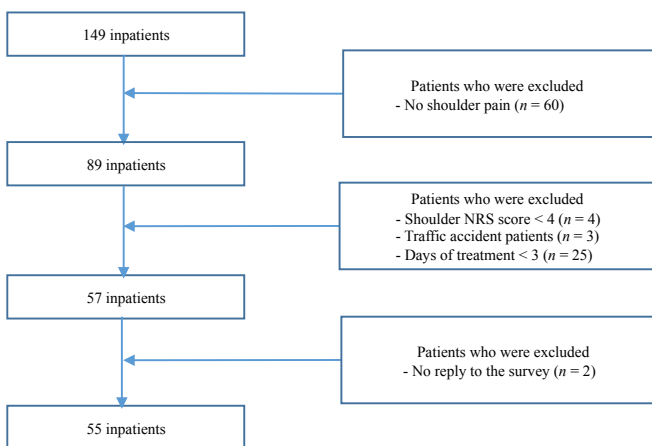 149 inpatients
Patients who were excluded
- No shoulder pain (n = 60)
89 inpatients
Patients who were excluded
- Shoulder NRS score < 4 (n = 4)
- Traffic accident patients (n = 3)
- Days of treatment < 3 (n = 25)
57 inpatients
Patients who were excluded
- No reply to the survey (n = 2)
55 inpatients